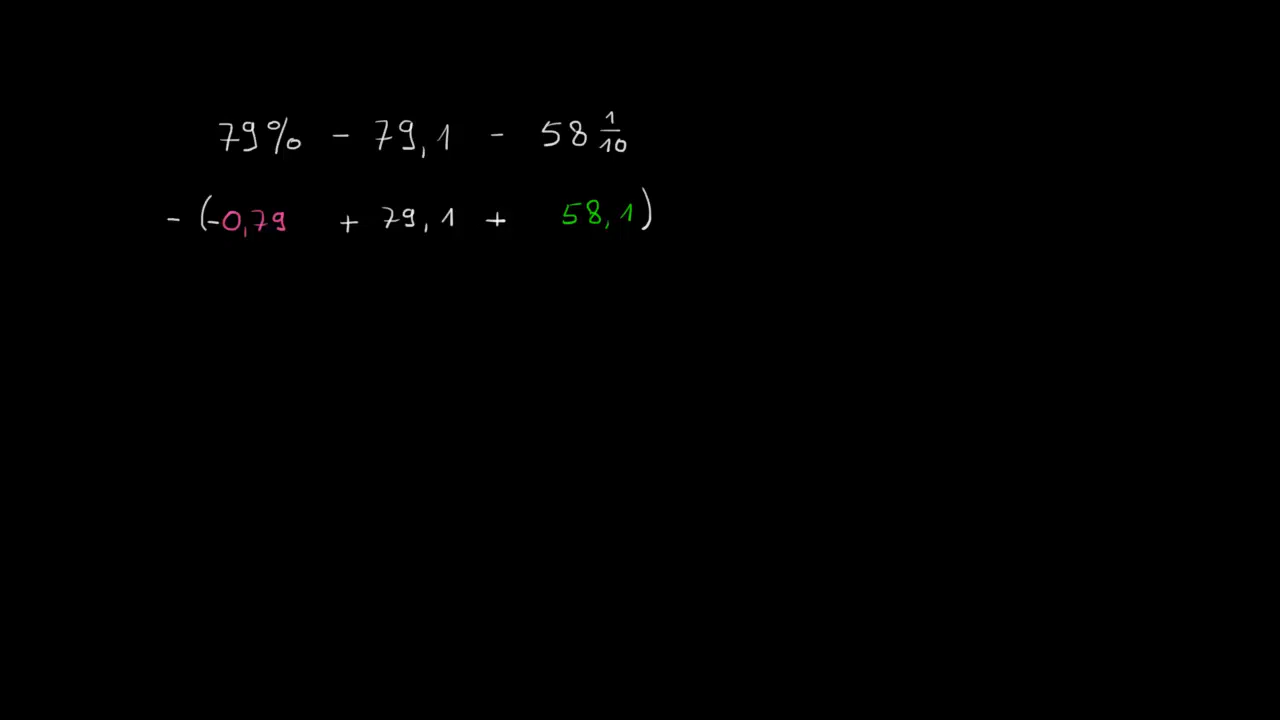 79% - 79,1 - 58 1/10
- (-0,79 + 79,1 + 58,1)